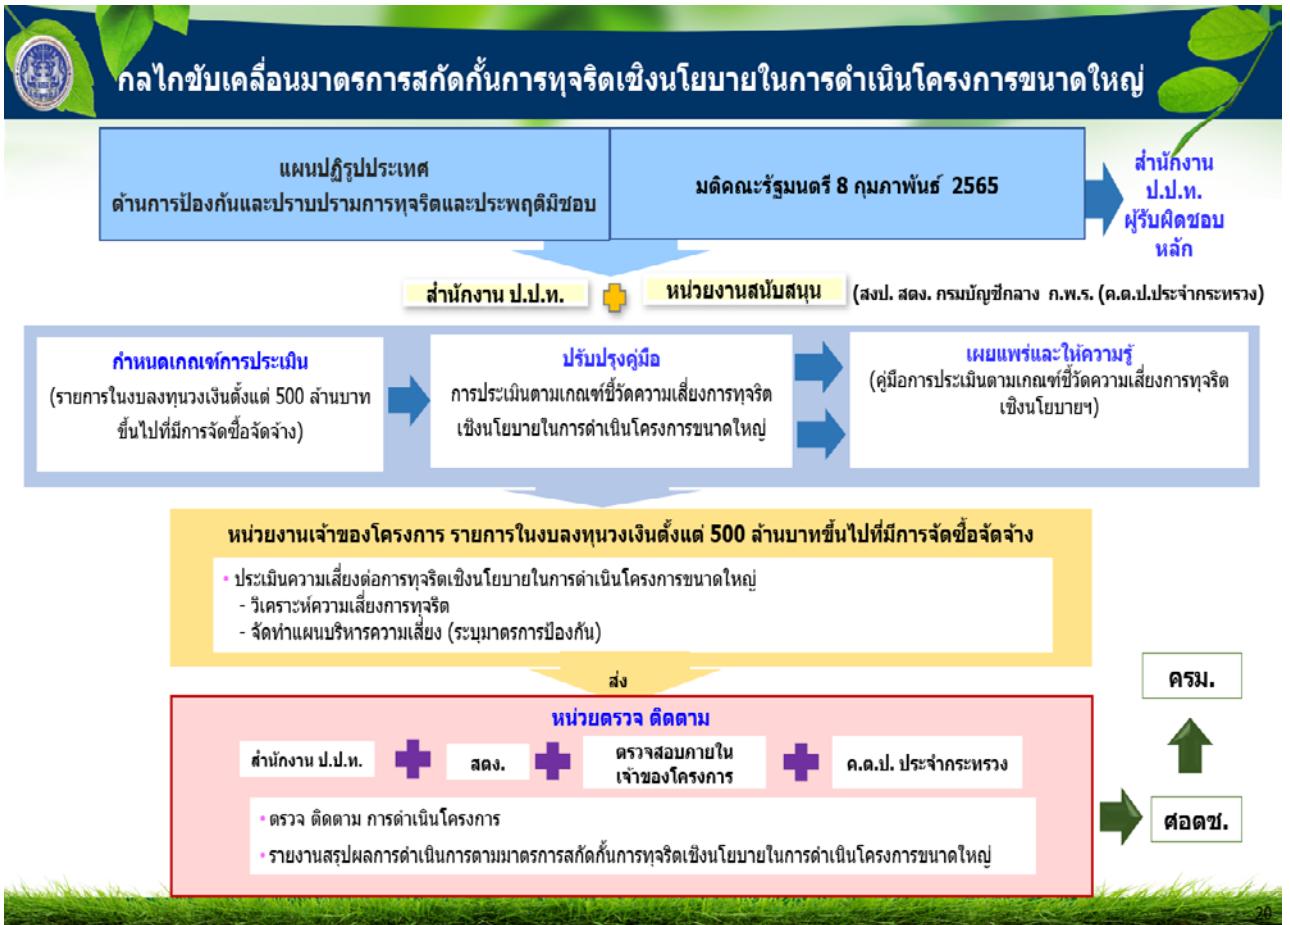 กลไกขับเคลื่อนมาตรการสกัดกั้นการทุจริตเชิงนโยบายในการดำเนินโครงการขนาดใหญ่
แผนปฏิรูปประเทศ
ด้านการป้องกันและปราบปรามการทุจริตและประพฤติมิชอบ
มติคณะรัฐมนตรี 8 กุมภาพันธ์ 2565
สำนักงาน
ป.ป.ท.
ผู้รับผิดชอบ
หลัก
สำนักงาน ป.ป.ท.
หน่วยงานสนับสนุน
(สงป. สตง. กรมบัญชีกลาง ก.พ.ร. (ค.ต.ป.ประจำกระทรวง)
กำหนดเกณฑ์การประเมิน
(รายการในงบลงทุนวงเงินตั้งแต่ 500 ล้านบาท
ขึ้นไปที่มีการจัดซื้อจัดจ้าง)
ปรับปรุงคู่มือ
การประเมินตามเกณฑ์ชี้วัดความเสี่ยงการทุจริต
เชิงนโยบายในการดำเนินโครงการขนาดใหญ่
เผยแพร่และให้ความรู้
(คู่มือการประเมินตามเกณฑ์ชี้วัดความเสี่ยงการทุจริต
เชิงนโยบายฯ)
หน่วยงานเจ้าของโครงการ รายการในงบลงทุนวงเงินตั้งแต่ 500 ล้านบาทขึ้นไปที่มีการจัดซื้อจัดจ้าง
• ประเมินความเสี่ยงต่อการทุจริตเชิงนโยบายในการดำเนินโครงการขนาดใหญ่
- วิเคราะห์ความเสี่ยงการทุจริต
- จัดทำแผนบริหารความเสี่ยง (ระบุมาตรการป้องกัน)
ส่ง
หน่วยตรวจ ติดตาม
สำนักงาน ป.ป.ท.
สตง.
ตรวจสอบภายใน
เจ้าของโครงการ
ค.ต.ป. ประจำกระทรวง
• ตรวจ ติดตาม การดำเนินโครงการ
• รายงานสรุปผลการดำเนินการตามมาตรการสกัดกั้นการทุจริตเชิงนโยบายในการดำเนินโครงการขนาดใหญ่
ครม.
ศอตช.
20